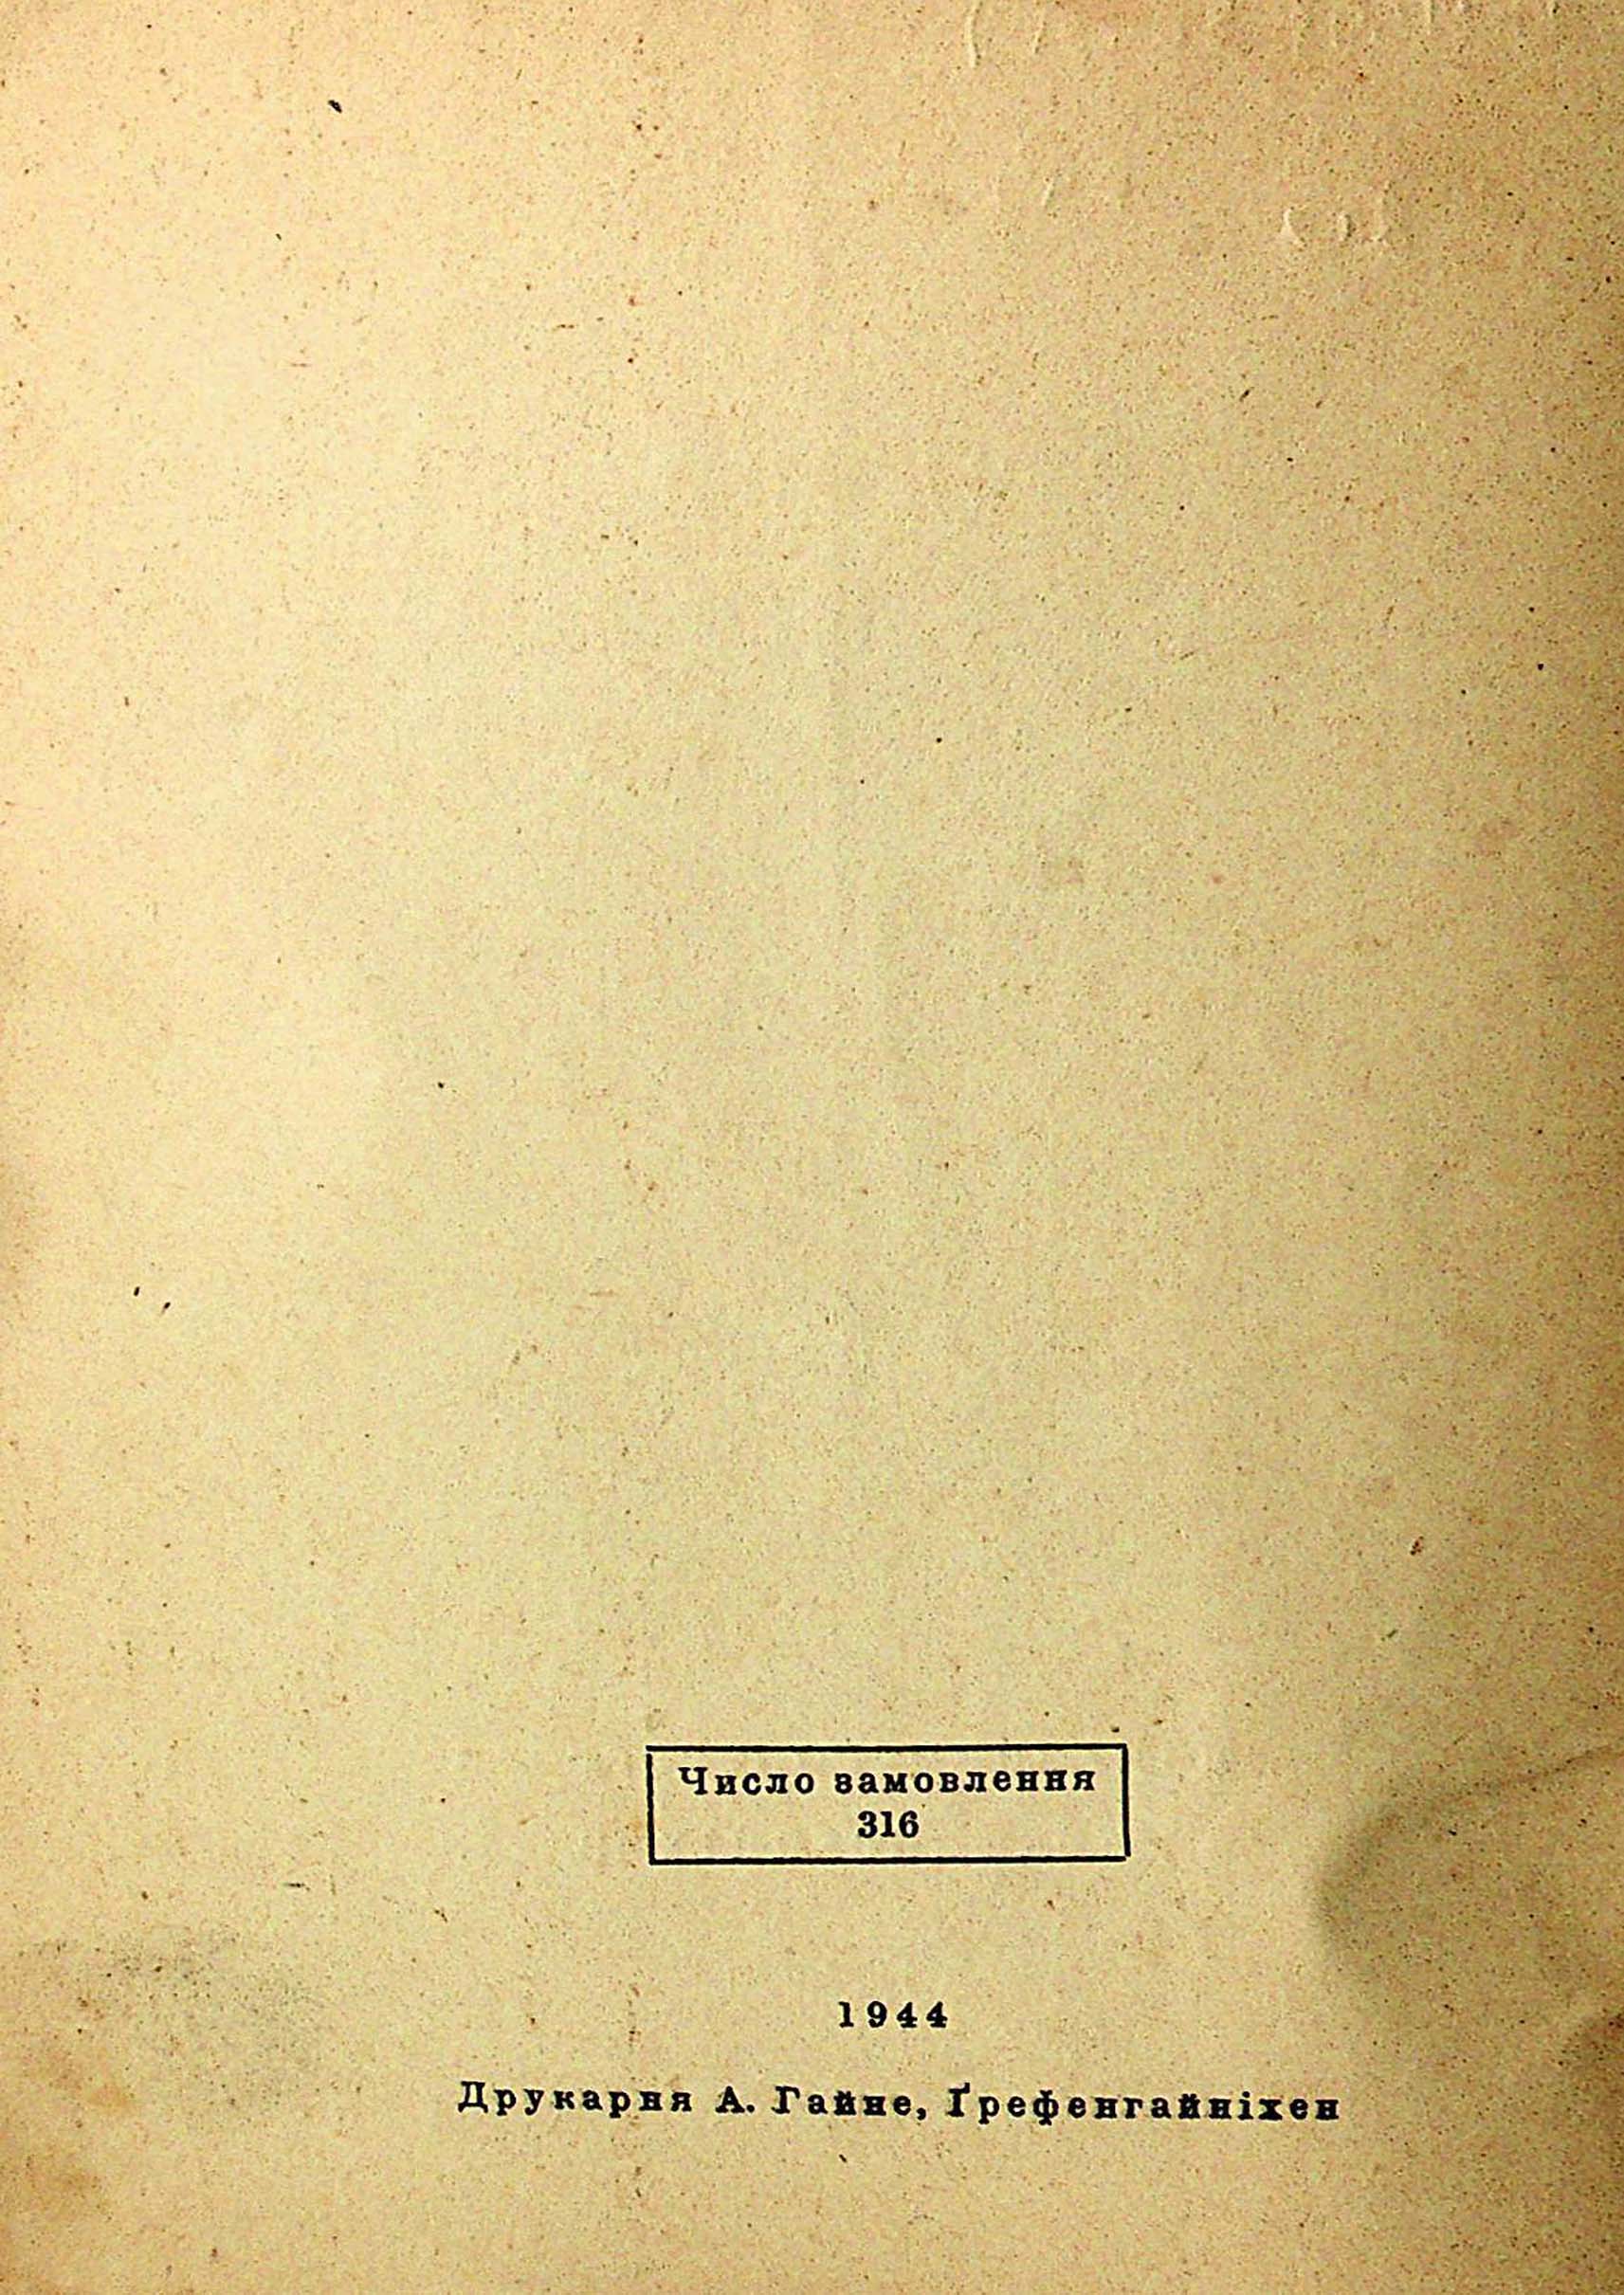 Число замовлення
316
1944
Друкарня А. Гайне, Ґрефенгайніхен